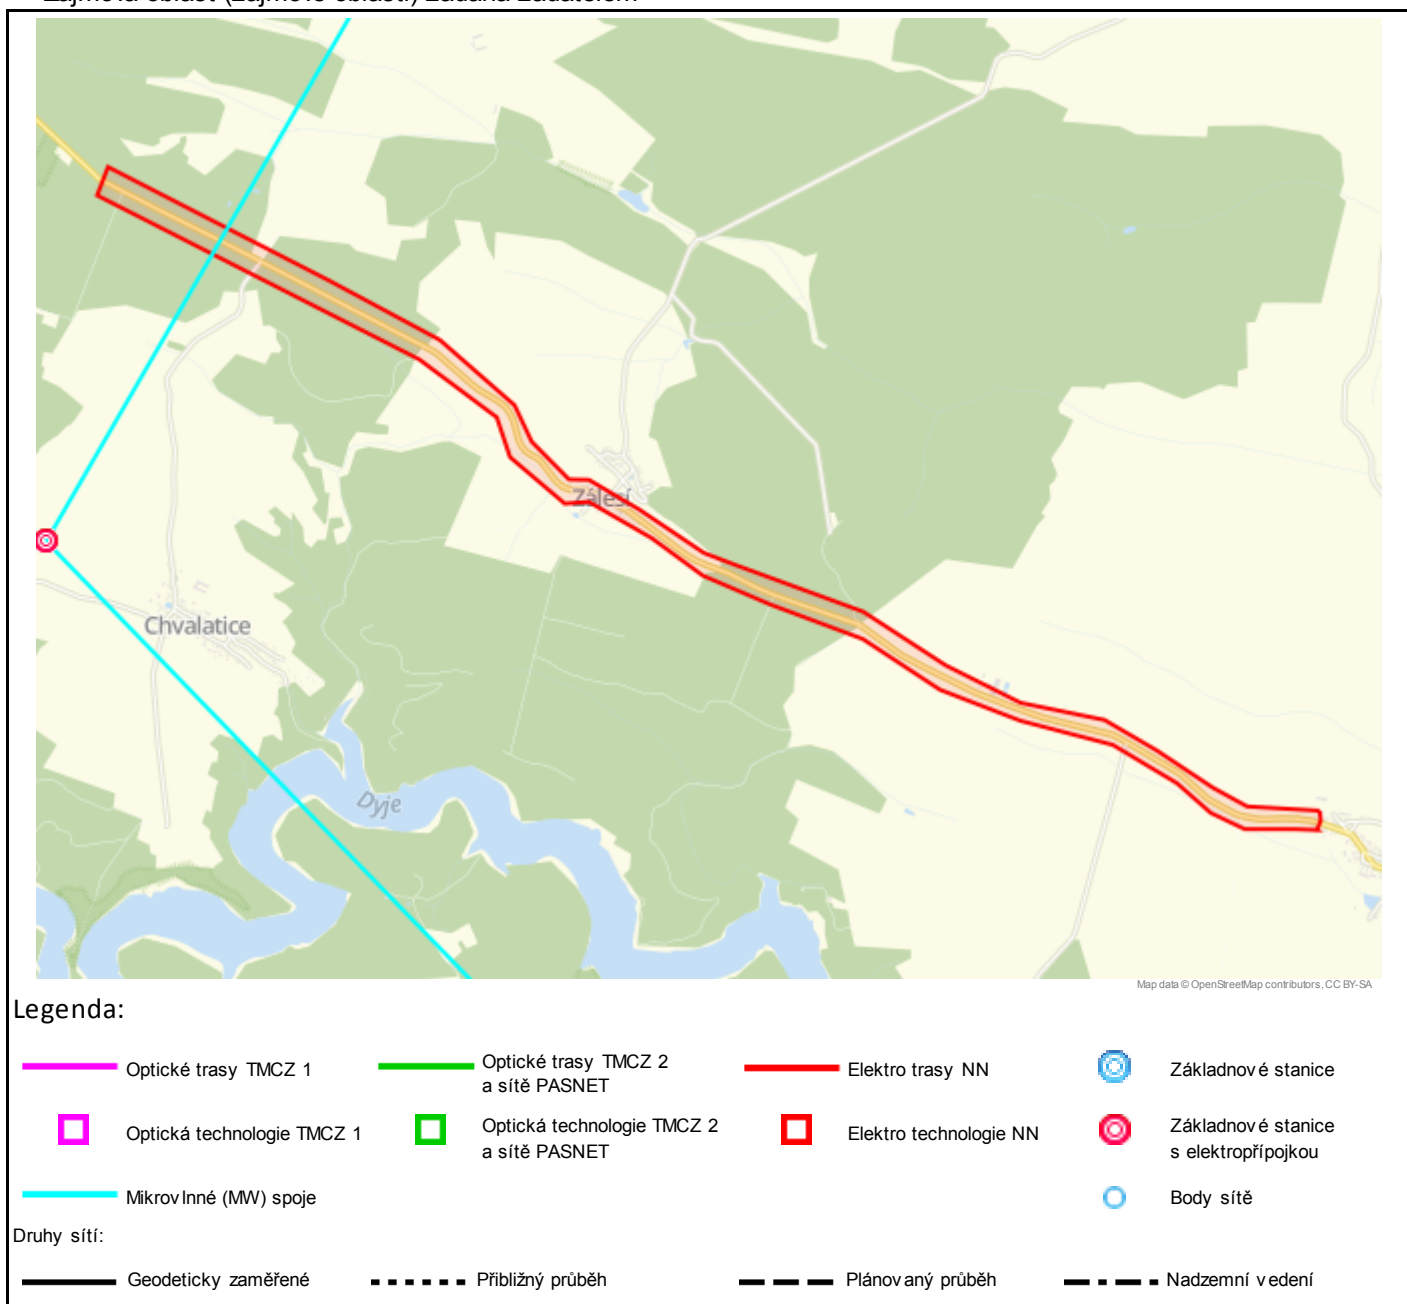 Zájmová oblast (zájmové oblasti) zadaná žadatelem
Zálesí
Chvalatice
Dyje
Map data © OpenStreetMap contributors, CC BY-SA
Legenda:
Optické trasy TMCZ 1
Optické trasy TMCZ 2
a sítě PASNET
Elektro trasy NN
Základnové stanice
Optická technologie TMCZ 1
Optická technologie TMCZ 2
a sítě PASNET
Elektro technologie NN
Základnové stanice
s elektropřípojkou
Mikrovlnné (MW) spoje
Body sítě
Druhy sítí:
Geodeticky zaměřené
Přibližný průběh
Plánovaný průběh
Nadzemní vedení